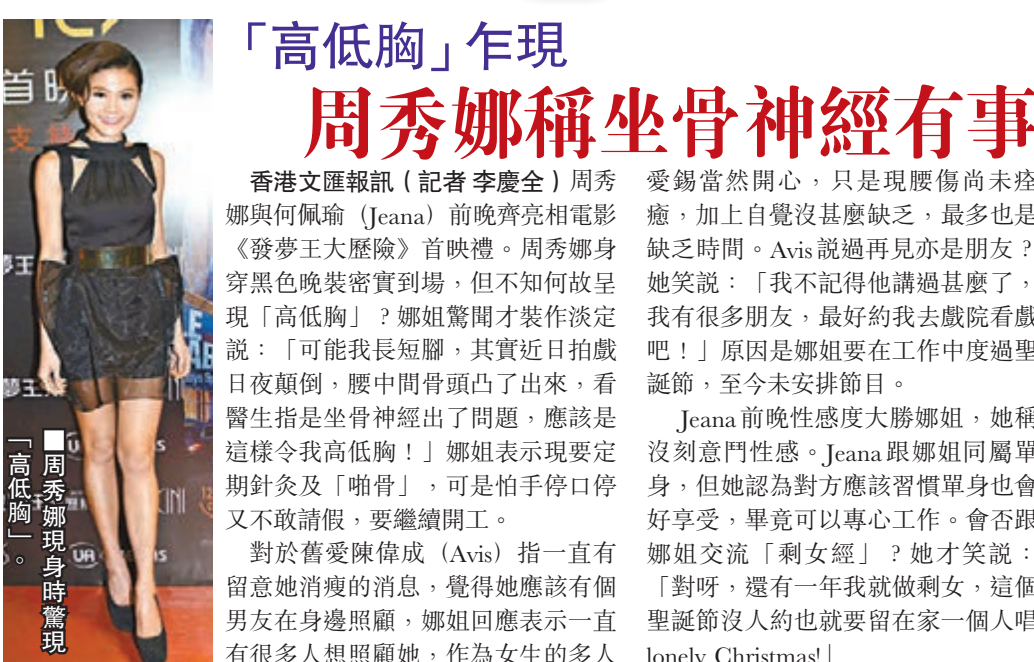 「高低胸」乍現
周秀娜稱坐骨神經有事
香港文匯報訊（記者 李慶全）周秀
娜與何佩瑜（Jeana）前晚齊亮相電影
《發夢王大歷險》首映禮。周秀娜身
穿黑色晚裝密實到場，但不知何故呈
現「高低胸」？娜姐驚聞才裝作淡定
説：「可能我長短腳，其實近日拍戲
日夜顛倒，腰中間骨頭凸了出來，看
醫生指是坐骨神經出了問題，應該是
這樣令我高低胸！」娜姐表示現要定
期針灸及「啪骨」，可是怕手停口停
又不敢請假，要繼續開工。
對於舊愛陳偉成（Avis）指一直有
留意她消瘦的消息，覺得她應該有個
男友在身邊照顧，娜姐回應表示一直
有很多人想照顧她，作為女生的多人
愛錫當然開心，只是現腰傷尚未痊
癒，加上自覺沒甚麼缺乏，最多也是
缺乏時間。Avis説過再見亦是朋友？
她笑説：「我不記得他講過甚麼了，
我有很多朋友，最好約我去戲院看戲
吧！」原因是娜姐要在工作中度過聖
誕節，至今未安排節目。
Jeana前晚性感度大勝娜姐，她稱
沒刻意鬥性感。Jeana跟娜姐同屬單
身，但她認為對方應該習慣單身也會
好享受，畢竟可以專心工作。會否跟
娜姐交流「剩女經」？她才笑説：
「對呀，還有一年我就做剩女，這個
聖誕節沒人約也就要留在家一個人唱
lonely Christmas!」
■周秀娜現身時驚現
「高低胸」。
首映
支
夢王
夢王
UA